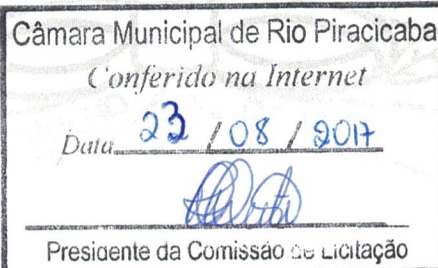 Câmara Municipal de Rio Piracicaba
Conferido na Internet
Data 23 / 08 / 2017
Presidente da Comissão de Licitação